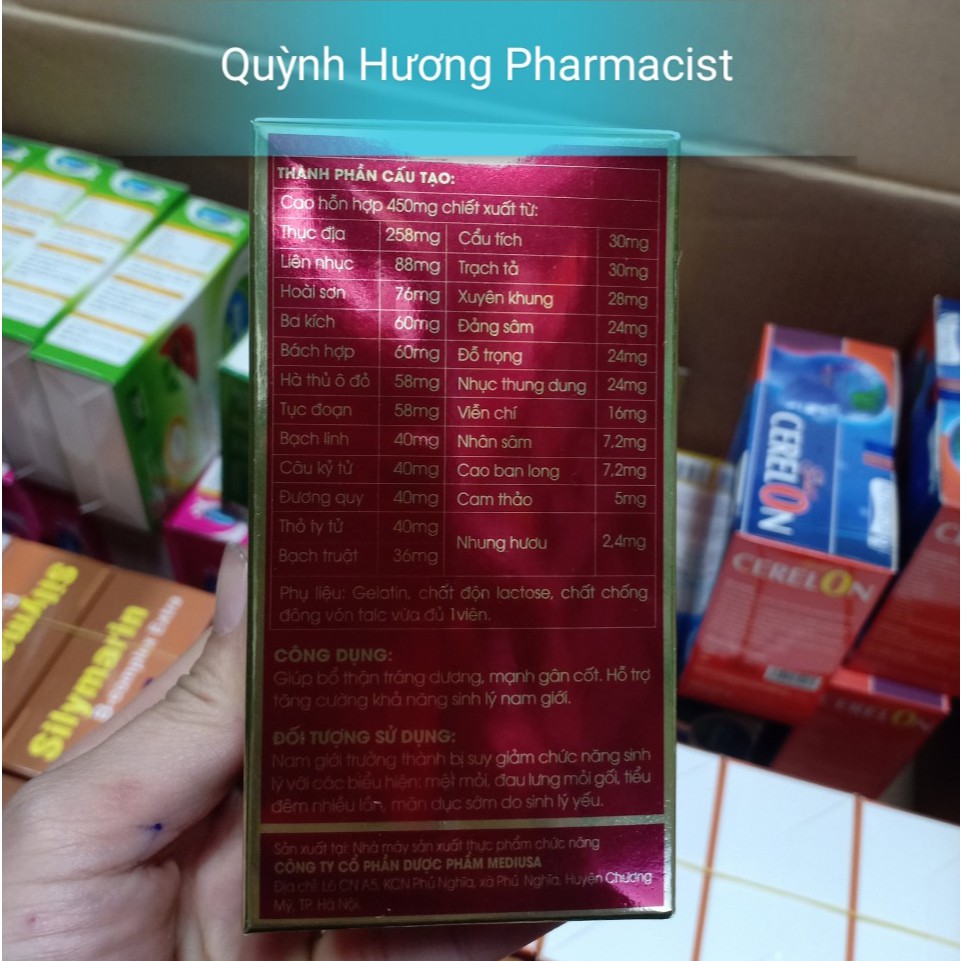 Quỳnh Hương Pharmacist
THÀNH PHẦN CẤU TẠO:
Cao hỗn hợp 450mg chiết xuất từ:
Thục địa 258mg Cẩu tích 30mg
Liên nhục 88mg Trạch tả 30mg
Hoài sơn 76mg Xuyên khung 28mg
Ba kích 60mg Đảng sâm 24mg
Bách hợp 60mg Đỗ trọng 24mg
Hà thủ ô đỏ 58mg Nhục thung dung 24mg
Tục đoạn 58mg Viễn chí 16mg
Bạch linh 40mg Nhân sâm 7,2mg
Câu kỷ tử 40mg Cao ban long 7,2mg
Đương quy 40mg Cam thảo 5mg
Thỏ ty tử 40mg
Nhung hươu 2,4mg
Bạch truật 36mg
Phụ liệu: Gelatin, chất độn lactose, chất chống
đông vón talc vừa đủ 1viên.
CÔNG DỤNG:
Giúp bổ thận tráng dương, mạnh gân cốt. Hỗ trợ
tăng cường khả năng sinh lý nam giới.
ĐỐI TƯỢNG SỬ DỤNG:
Nam giới trưởng thành bị suy giảm chức năng sinh
lý với các biểu hiện: mệt mỏi, đau lưng mỏi gối, tiểu
đêm nhiều lần, mãn dục sớm do sinh lý yếu.
Sản xuất tại: Nhà máy sản xuất thực phẩm chức năng
CÔNG TY CỔ PHẦN DƯỢC PHẨM MEDIUSA
Địa chỉ: Lô CN A5, KCN Phú Nghĩa, xã Phú Nghĩa, Huyện Chương
Mỹ, TP. Hà Nội.
Silymarin
B-complex Extra
CERELON
CERELON
CERELON